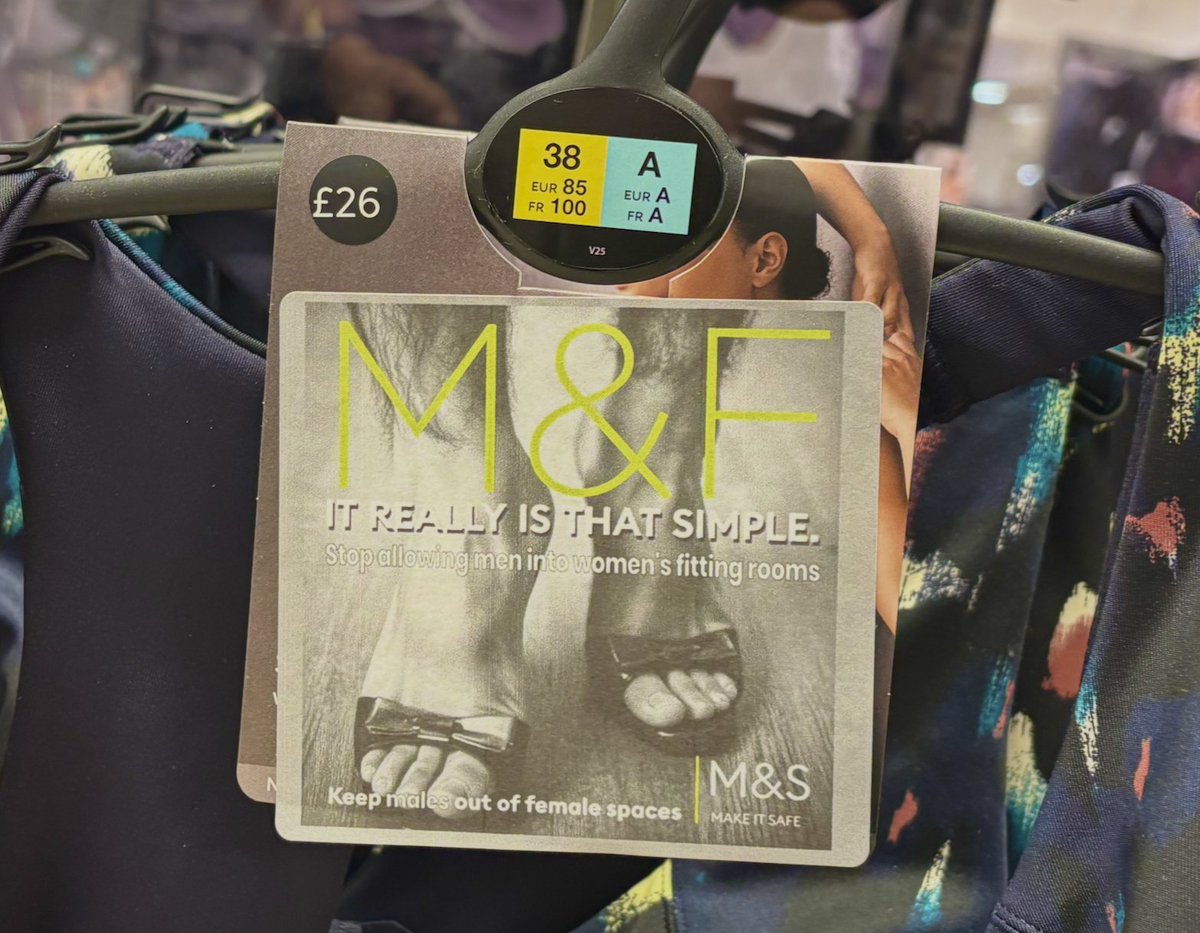 £26
38
EUR 85
FR 100
A
EUR A
FR A
V25
M&F
IT REALLY IS THAT SIMPLE.
Stop allowing men into women's fitting rooms
Keep males out of female spaces
M&S
MAKE IT SAFE